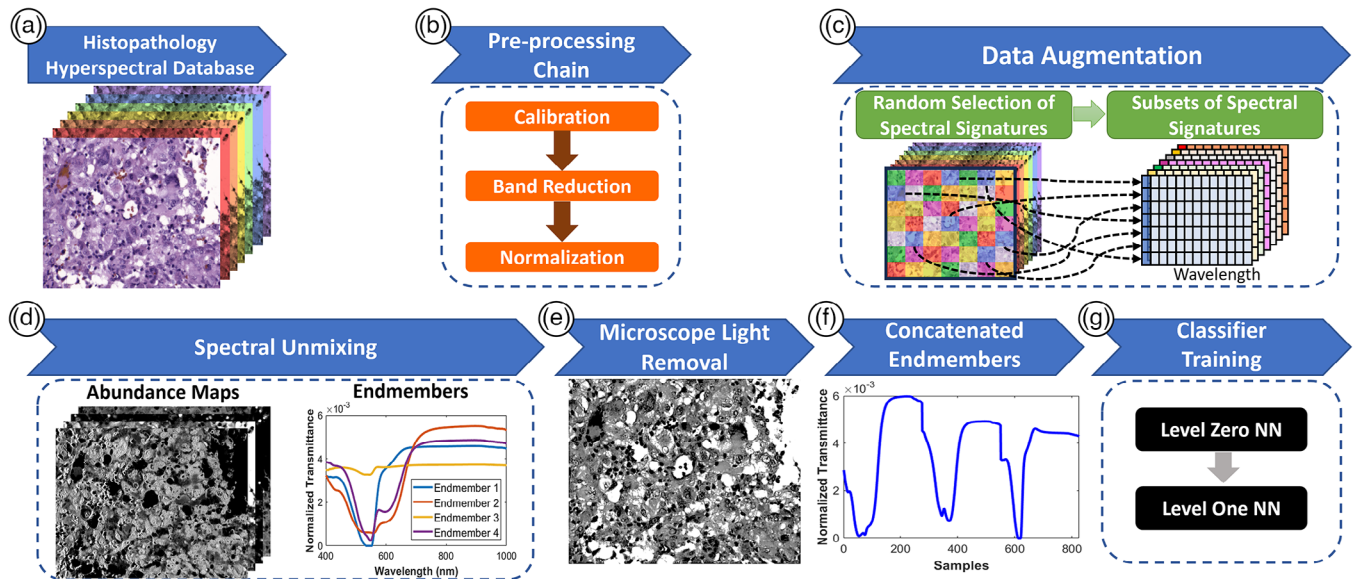 (a)
Histopathology
Hyperspectral Database
(b)
Pre-processing
Chain
Calibration
Band Reduction
Normalization
(c)
Data Augmentation
Random Selection of
Spectral Signatures
Subsets of Spectral
Signatures
Wavelength
(d)
Spectral Unmixing
Abundance Maps
Endmembers
×10⁻³
Normalized Transmittance
6
4
2
0
Endmember 1
Endmember 2
Endmember 3
Endmember 4
400
600
800
1000
Wavelength (nm)
(e)
Microscope Light
Removal
(f)
Concatenated
Endmembers
×10⁻³
Normalized Transmittance
6
4
2
0
0
200
400
600
800
Samples
(g)
Classifier
Training
Level Zero NN
Level One NN